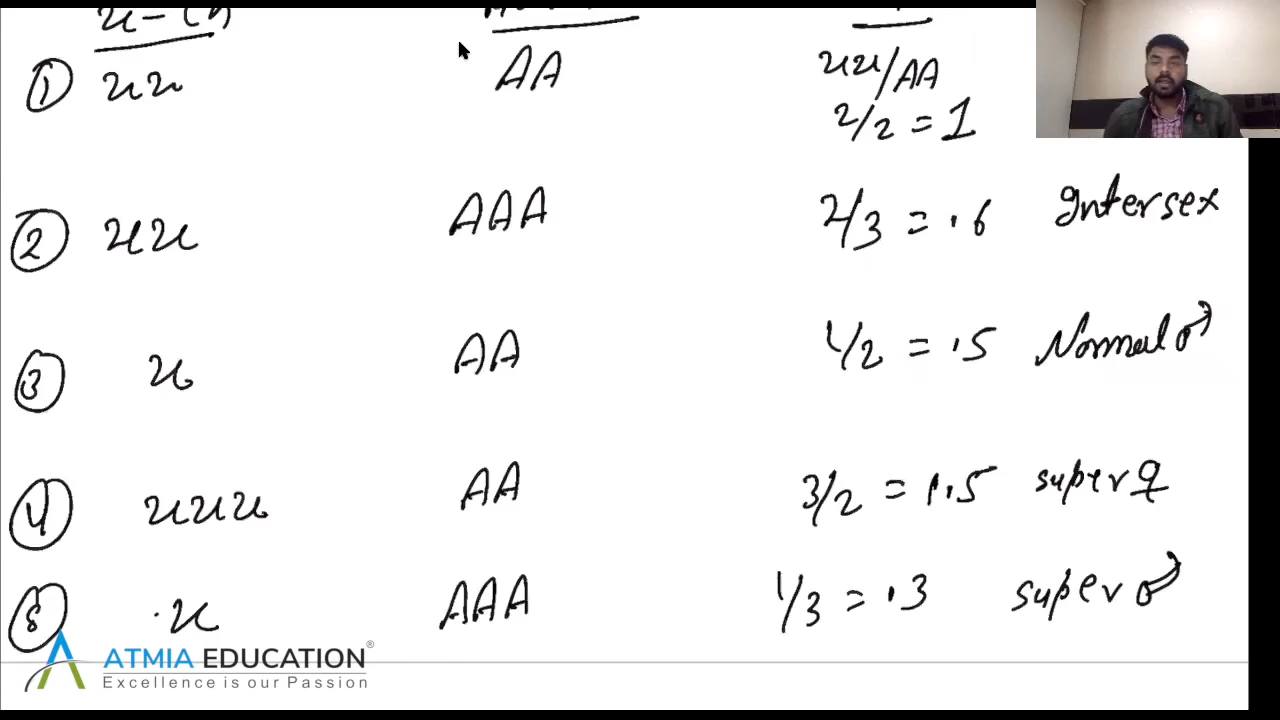 ① xx AA xx/AA
2/2 = 1
② xx AAA 2/3 = .6 Intersex
③ x AA 1/2 = .5 Normal ♂
④ xxx AA 3/2 = 1.5 super ♀
⑤ x AAA 1/3 = .3 super ♂
ATMIA EDUCATION®
Excellence is our Passion